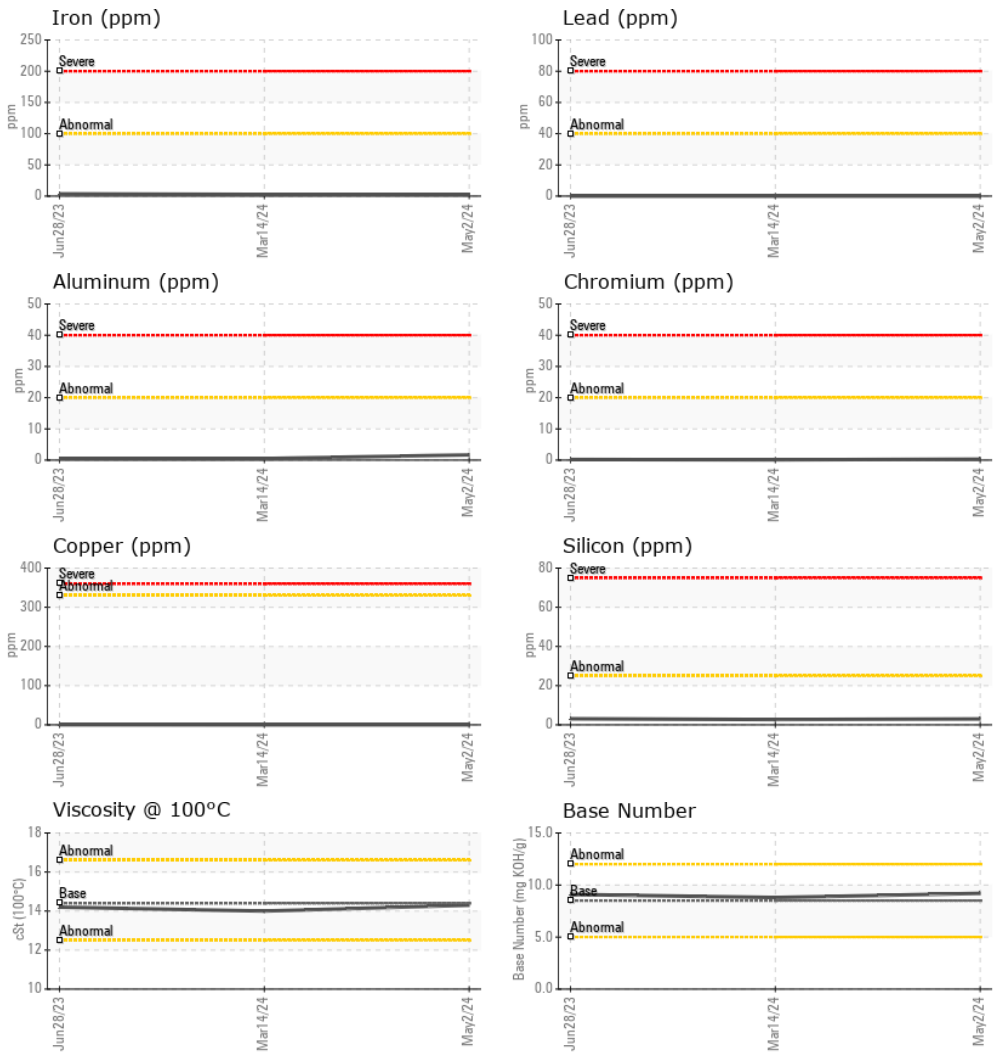 Iron (ppm)
250
200
150
100
50
0
ppm
Severe
Abnormal
Jun28/23
Mar14/24
May2/24
Lead (ppm)
100
80
60
40
20
0
ppm
Severe
Abnormal
Jun28/23
Mar14/24
May2/24
Aluminum (ppm)
50
40
30
20
10
0
ppm
Severe
Abnormal
Jun28/23
Mar14/24
May2/24
Chromium (ppm)
50
40
30
20
10
0
ppm
Severe
Abnormal
Jun28/23
Mar14/24
May2/24
Copper (ppm)
400
300
200
100
0
ppm
Severe
Abnormal
Jun28/23
Mar14/24
May2/24
Silicon (ppm)
80
60
40
20
0
ppm
Severe
Abnormal
Jun28/23
Mar14/24
May2/24
Viscosity @ 100°C
18
16
14
12
10
cSt (100°C)
Abnormal
Base
Abnormal
Jun28/23
Mar14/24
May2/24
Base Number
15.0
10.0
5.0
0.0
Base Number (mg KOH/g)
Abnormal
Base
Abnormal
Jun28/23
Mar14/24
May2/24